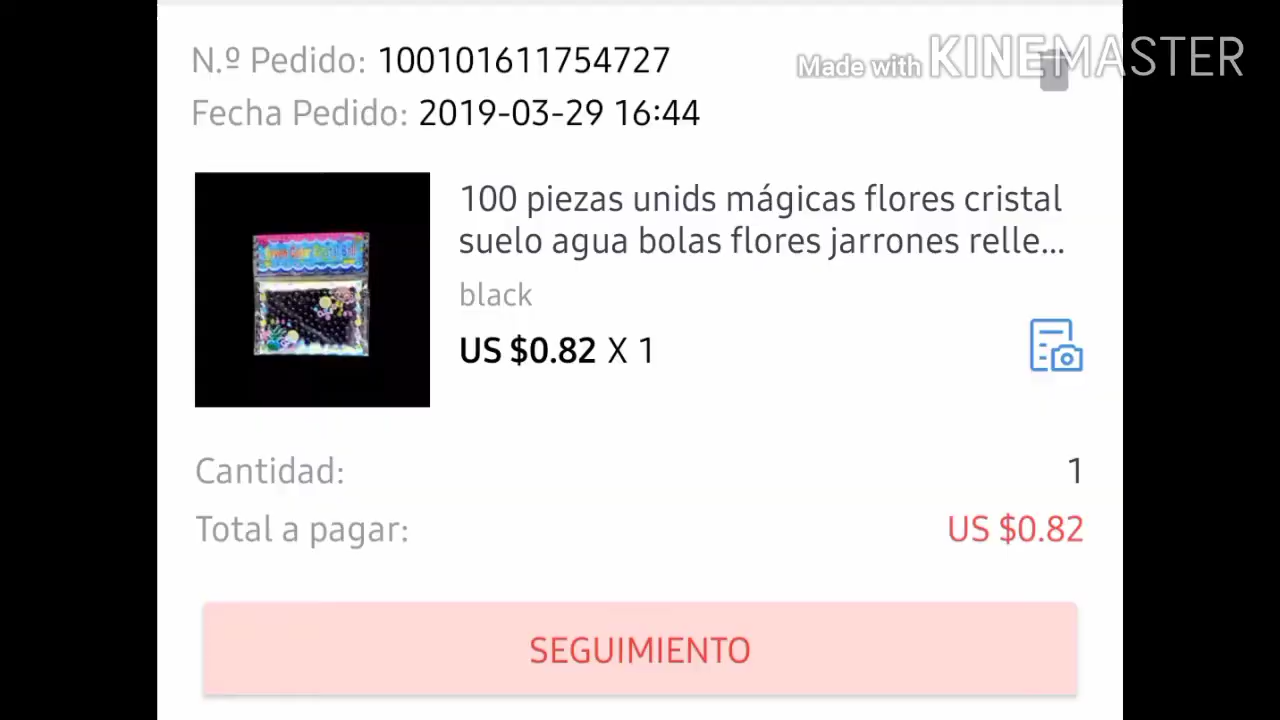 N.º Pedido: 100101611754727
Made with KINEMASTER
Fecha Pedido: 2019-03-29 16:44
100 piezas unids mágicas flores cristal
suelo agua bolas flores jarrones relle...
black
US $0.82 X 1
Cantidad: 1
Total a pagar: US $0.82
SEGUIMIENTO